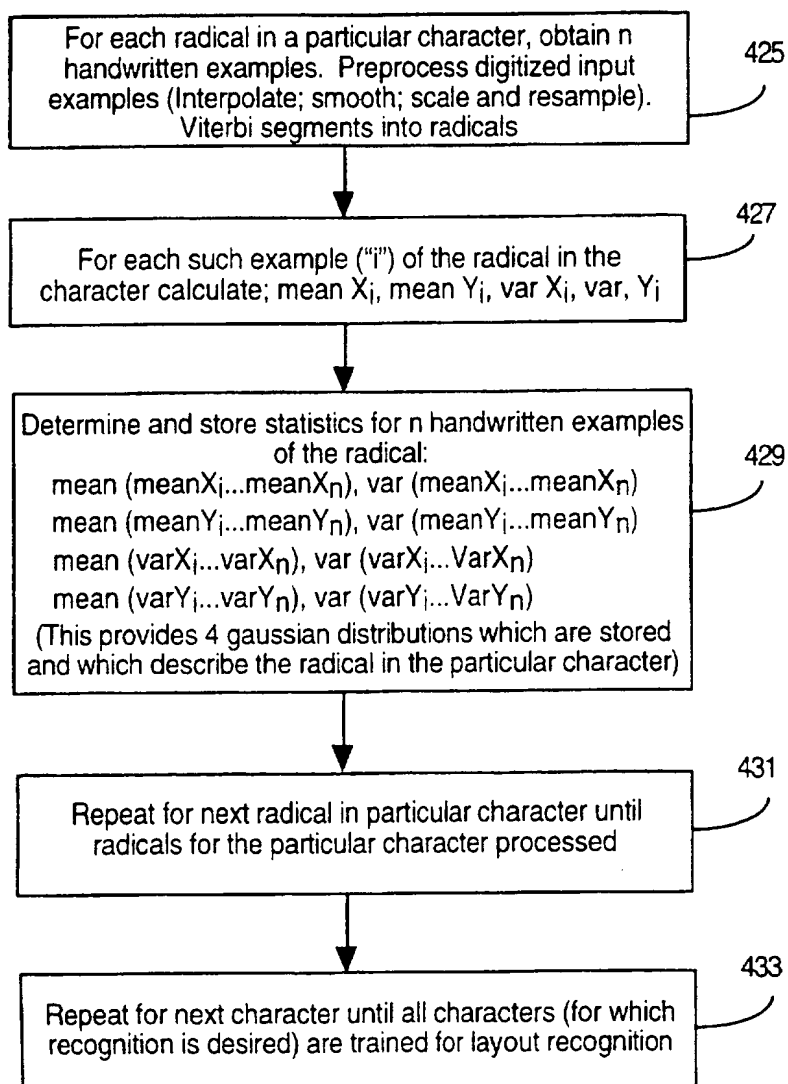 For each radical in a particular character, obtain n
handwritten examples. Preprocess digitized input
examples (Interpolate; smooth; scale and resample).
Viterbi segments into radicals
425
For each such example ("i") of the radical in the
character calculate; mean Xi, mean Yi, var Xi, var, Yi
427
Determine and store statistics for n handwritten examples
of the radical:
mean (meanXi...meanXn), var (meanXi...meanXn)
mean (meanYi...meanYn), var (meanYi...meanYn)
mean (varXi...varXn), var (varXi...VarXn)
mean (varYi...varYn), var (varYi...VarYn)
(This provides 4 gaussian distributions which are stored
and which describe the radical in the particular character)
429
Repeat for next radical in particular character until
radicals for the particular character processed
431
Repeat for next character until all characters (for which
recognition is desired) are trained for layout recognition
433